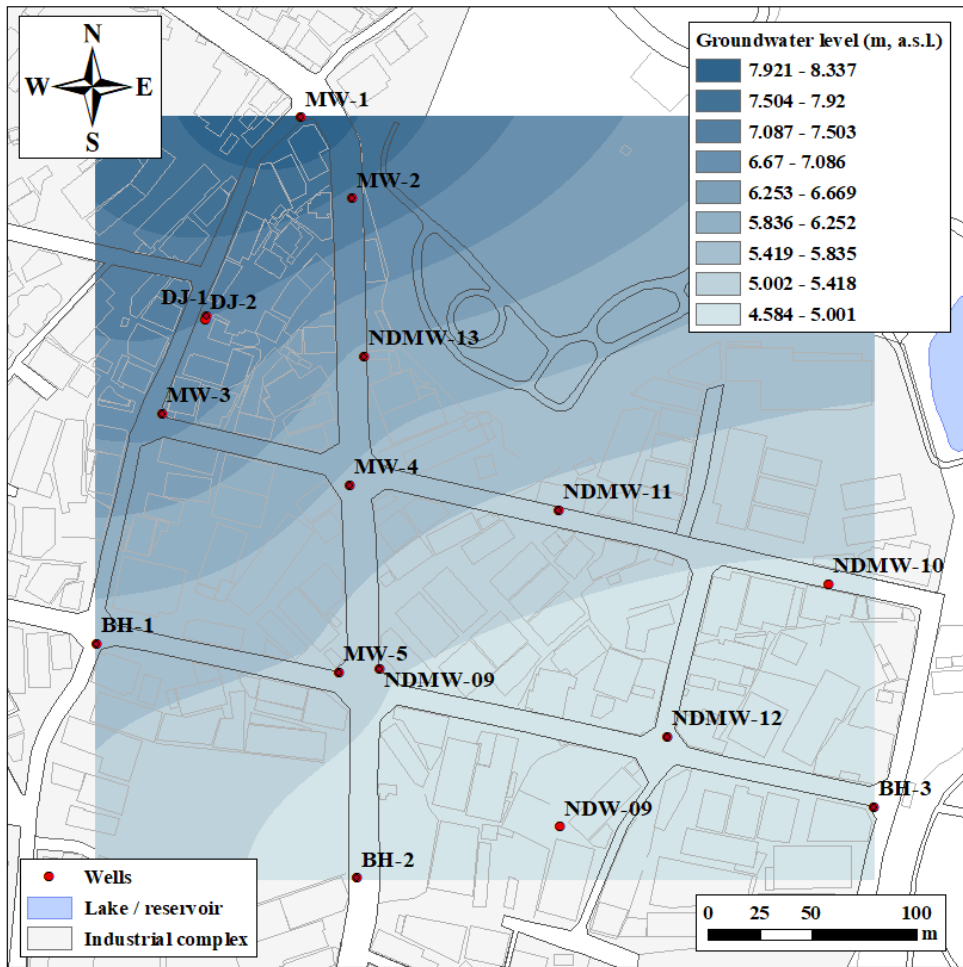 N
W E
S
Groundwater level (m, a.s.l.)
7.921 - 8.337
7.504 - 7.92
7.087 - 7.503
6.67 - 7.086
6.253 - 6.669
5.836 - 6.252
5.419 - 5.835
5.002 - 5.418
4.584 - 5.001
MW-1
MW-2
DJ-1
DJ-2
NDMW-13
MW-3
MW-4
NDMW-11
NDMW-10
BH-1
MW-5
NDMW-09
NDMW-12
BH-3
NDW-09
BH-2
Wells
Lake / reservoir
Industrial complex
0 25 50 100
m